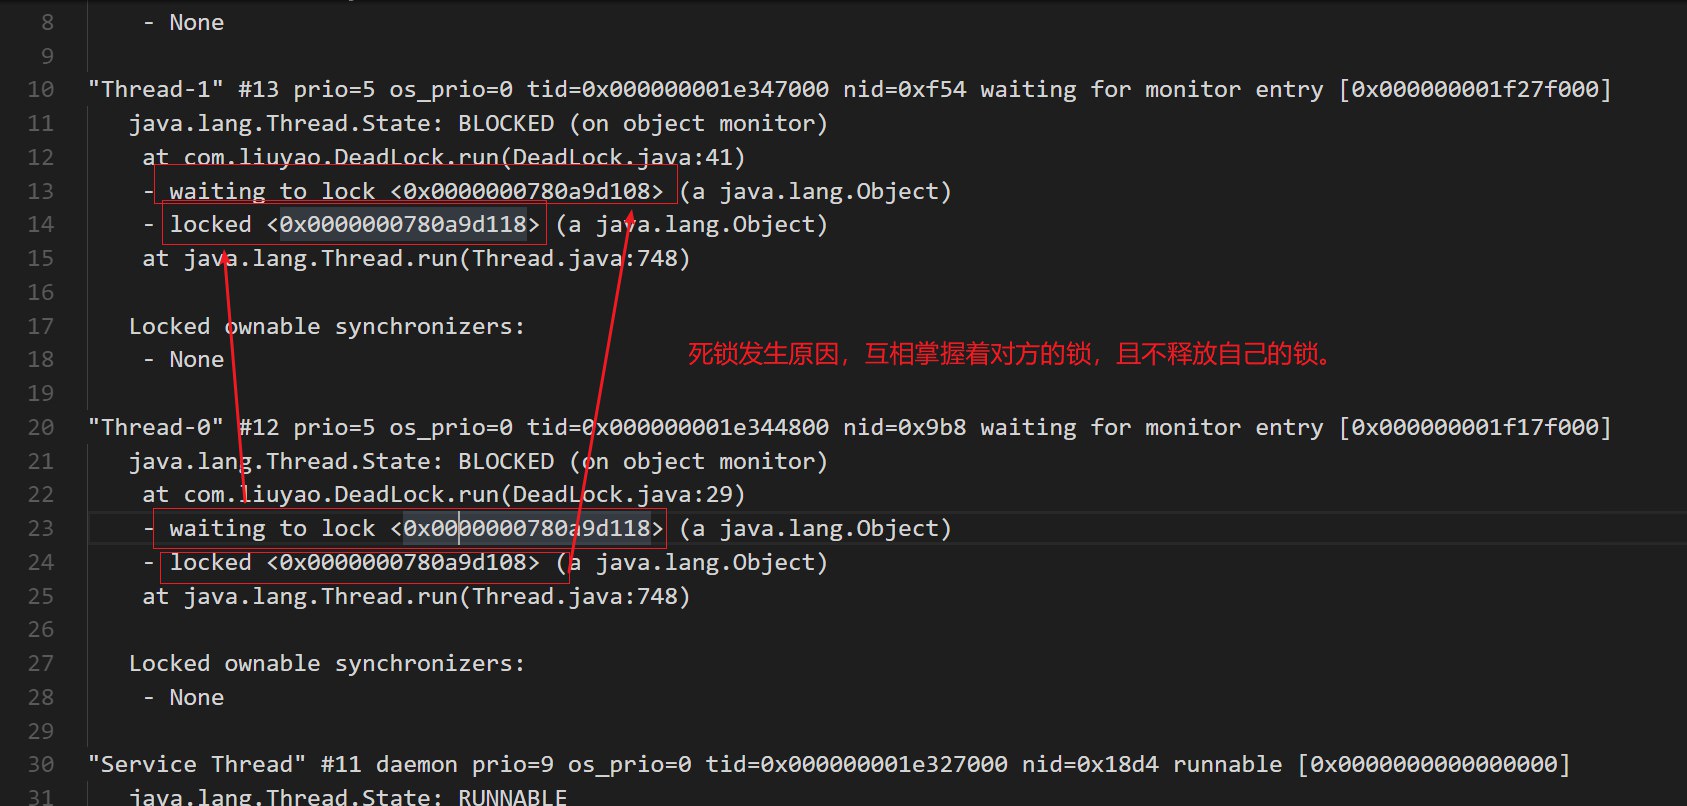 8 - None
9
10 "Thread-1" #13 prio=5 os_prio=0 tid=0x000000001e347000 nid=0xf54 waiting for monitor entry [0x000000001f27f000]
11 java.lang.Thread.State: BLOCKED (on object monitor)
12 at com.liuyao.DeadLock.run(DeadLock.java:41)
13 - waiting to lock <0x0000000780a9d108> (a java.lang.Object)
14 - locked <0x0000000780a9d118> (a java.lang.Object)
15 at java.lang.Thread.run(Thread.java:748)
16
17 Locked ownable synchronizers:
18 - None
死锁发生原因，互相掌握着对方的锁，且不释放自己的锁。
19
20 "Thread-0" #12 prio=5 os_prio=0 tid=0x000000001e344800 nid=0x9b8 waiting for monitor entry [0x000000001f17f000]
21 java.lang.Thread.State: BLOCKED (on object monitor)
22 at com.liuyao.DeadLock.run(DeadLock.java:29)
23 - waiting to lock <0x0000000780a9d118> (a java.lang.Object)
24 - locked <0x0000000780a9d108> (a java.lang.Object)
25 at java.lang.Thread.run(Thread.java:748)
26
27 Locked ownable synchronizers:
28 - None
29
30 "Service Thread" #11 daemon prio=9 os_prio=0 tid=0x000000001e327000 nid=0x18d4 runnable [0x0000000000000000]
31 java.lang.Thread.State: RUNNABLE